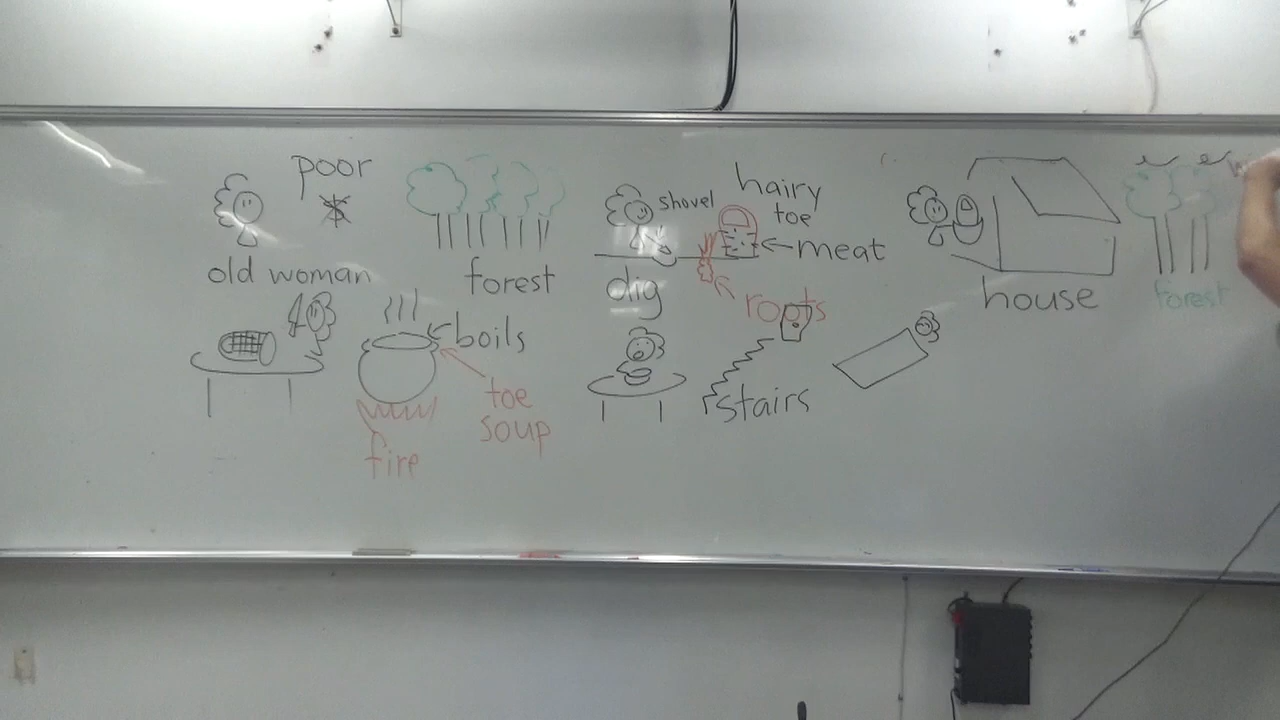 poor
old woman
forest
shovel
hairy
toe
meat
dig
roots
house
forest
boils
toe
soup
fire
stairs